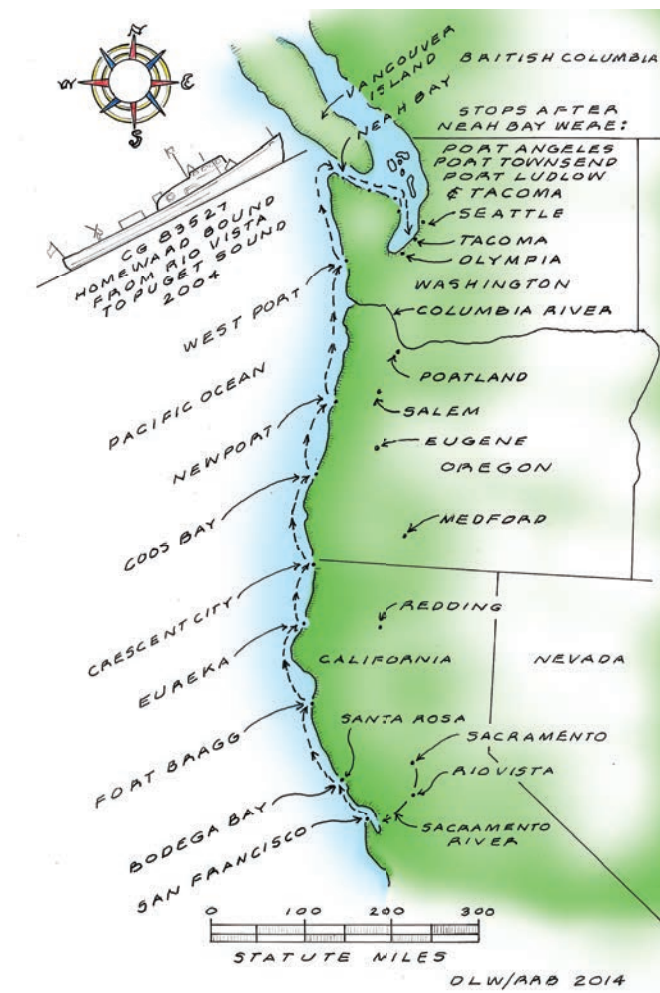 N
W
E
S
VANCOUVER
ISLAND
NEAH BAY
BRITISH COLUMBIA
STOPS AFTER
NEAH BAY WERE:
PORT ANGELES
PORT TOWNSEND
PORT LUDLOW
& TACOMA
SEATTLE
TACOMA
OLYMPIA
WASHINGTON
COLUMBIA RIVER
CG 83527
HOMEWARD BOUND
FROM RIO VISTA
TO PUGET SOUND
2004
WEST PORT
PACIFIC OCEAN
PORTLAND
SALEM
NEWPORT
EUGENE
OREGON
COOS BAY
MEDFORD
CRESCENT CITY
REDDING
EUREKA
CALIFORNIA
NEVADA
FORT BRAGG
SANTA ROSA
SACRAMENTO
RIO VISTA
BODEGA BAY
SACRAMENTO
RIVER
SAN FRANCISCO
0 100 200 300
STATUTE MILES
DLW/RRB 2014